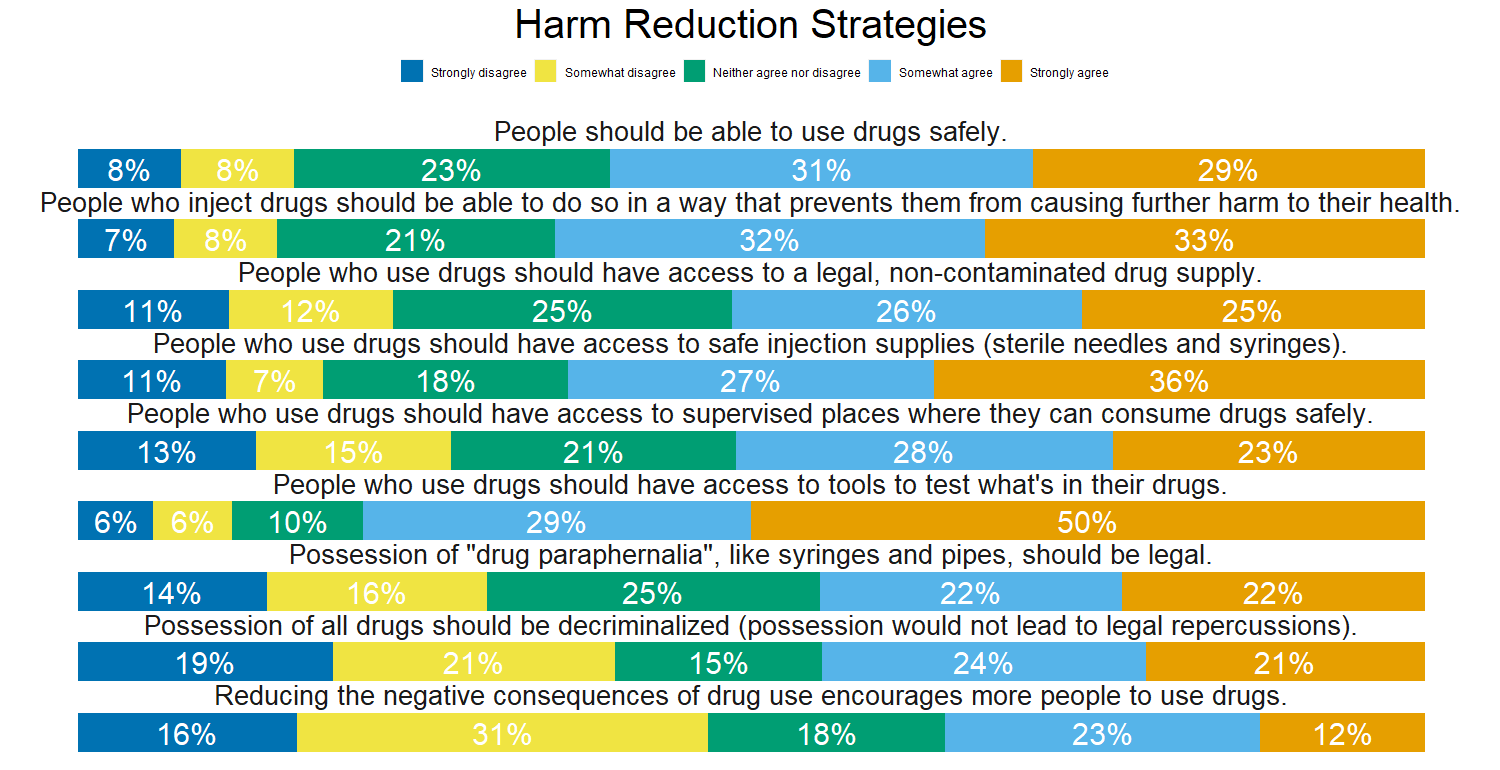 Harm Reduction Strategies
Strongly disagree Somewhat disagree Neither agree nor disagree Somewhat agree Strongly agree
People should be able to use drugs safely.
8% 8% 23% 31% 29%
People who inject drugs should be able to do so in a way that prevents them from causing further harm to their health.
7% 8% 21% 32% 33%
People who use drugs should have access to a legal, non-contaminated drug supply.
11% 12% 25% 26% 25%
People who use drugs should have access to safe injection supplies (sterile needles and syringes).
11% 7% 18% 27% 36%
People who use drugs should have access to supervised places where they can consume drugs safely.
13% 15% 21% 28% 23%
People who use drugs should have access to tools to test what's in their drugs.
6% 6% 10% 29% 50%
Possession of "drug paraphernalia", like syringes and pipes, should be legal.
14% 16% 25% 22% 22%
Possession of all drugs should be decriminalized (possession would not lead to legal repercussions).
19% 21% 15% 24% 21%
Reducing the negative consequences of drug use encourages more people to use drugs.
16% 31% 18% 23% 12%